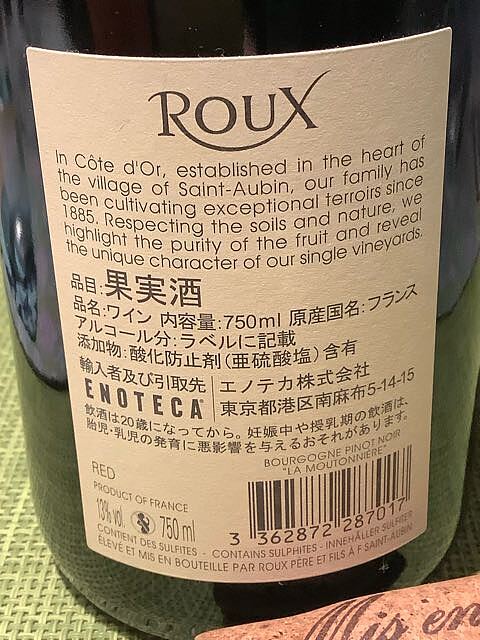 ROUX
In Côte d'Or, established in the heart of
the village of Saint-Aubin, our family has
been cultivating exceptional terroirs since
1885. Respecting the soils and nature, we
highlight the purity of the fruit and reveal
the unique character of our single vineyards.
品目:果実酒
品名:ワイン 内容量:750ml 原産国名:フランス
アルコール分:ラベルに記載
添加物:酸化防止剤(亜硫酸塩)含有
輸入者及び引取先 エノテカ株式会社
ENOTECA 東京都港区南麻布5-14-15
飲酒は20歳になってから。妊娠中や授乳期の飲酒は、
胎児・乳児の発育に悪影響を与えるおそれがあります。
BOURGOGNE PINOT NOIR
"LA MOUTONNIÈRE"
RED
PRODUCT OF FRANCE
13% vol. 750 ml
3 362872 287017
CONTENT DES SULFITES - CONTAINS SULPHITES - INNEHÅLLER SULFITER
ÉLEVÉ ET MIS EN BOUTEILLE PAR ROUX PÈRE ET FILS À F SAINT-AUBIN
Mis en